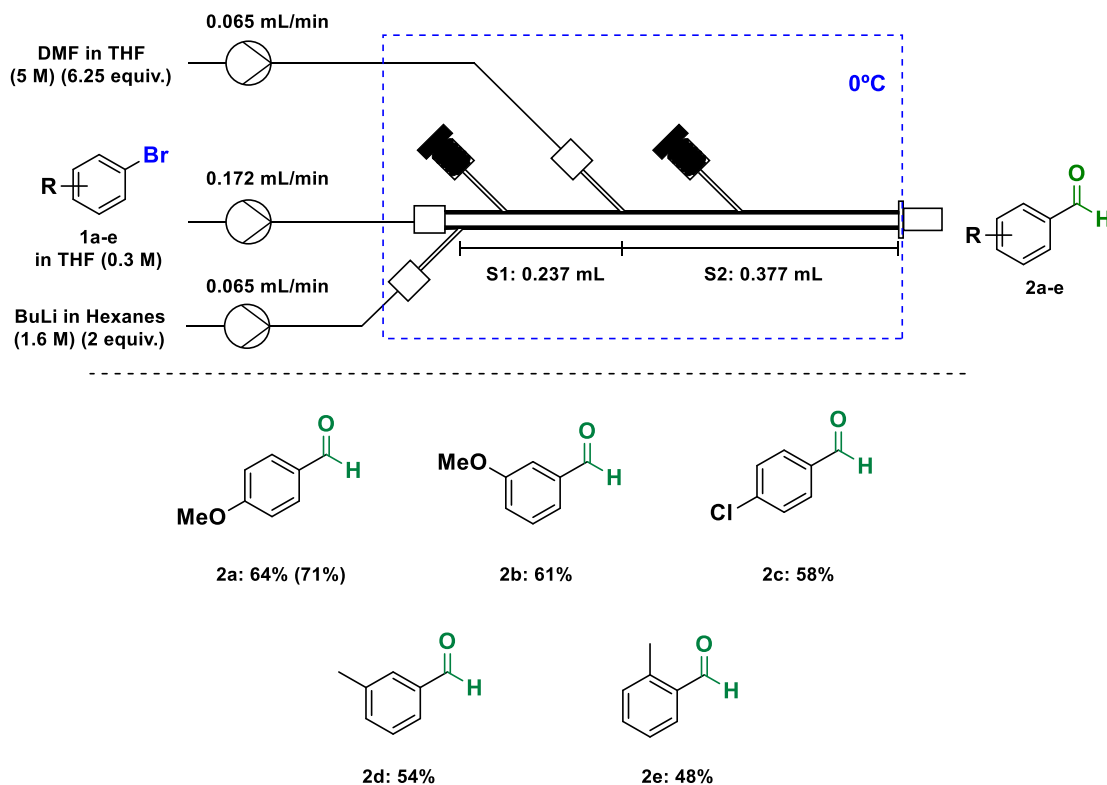 0.065 mL/min
DMF in THF
(5 M) (6.25 equiv.)
0ºC
Br
R
0.172 mL/min
1a-e
in THF (0.3 M)
O
H
R
2a-e
S1: 0.237 mL
S2: 0.377 mL
0.065 mL/min
BuLi in Hexanes
(1.6 M) (2 equiv.)
O
H
MeO
2a: 64% (71%)
O
MeO
H
2b: 61%
O
H
Cl
2c: 58%
O
H
2d: 54%
O
H
2e: 48%